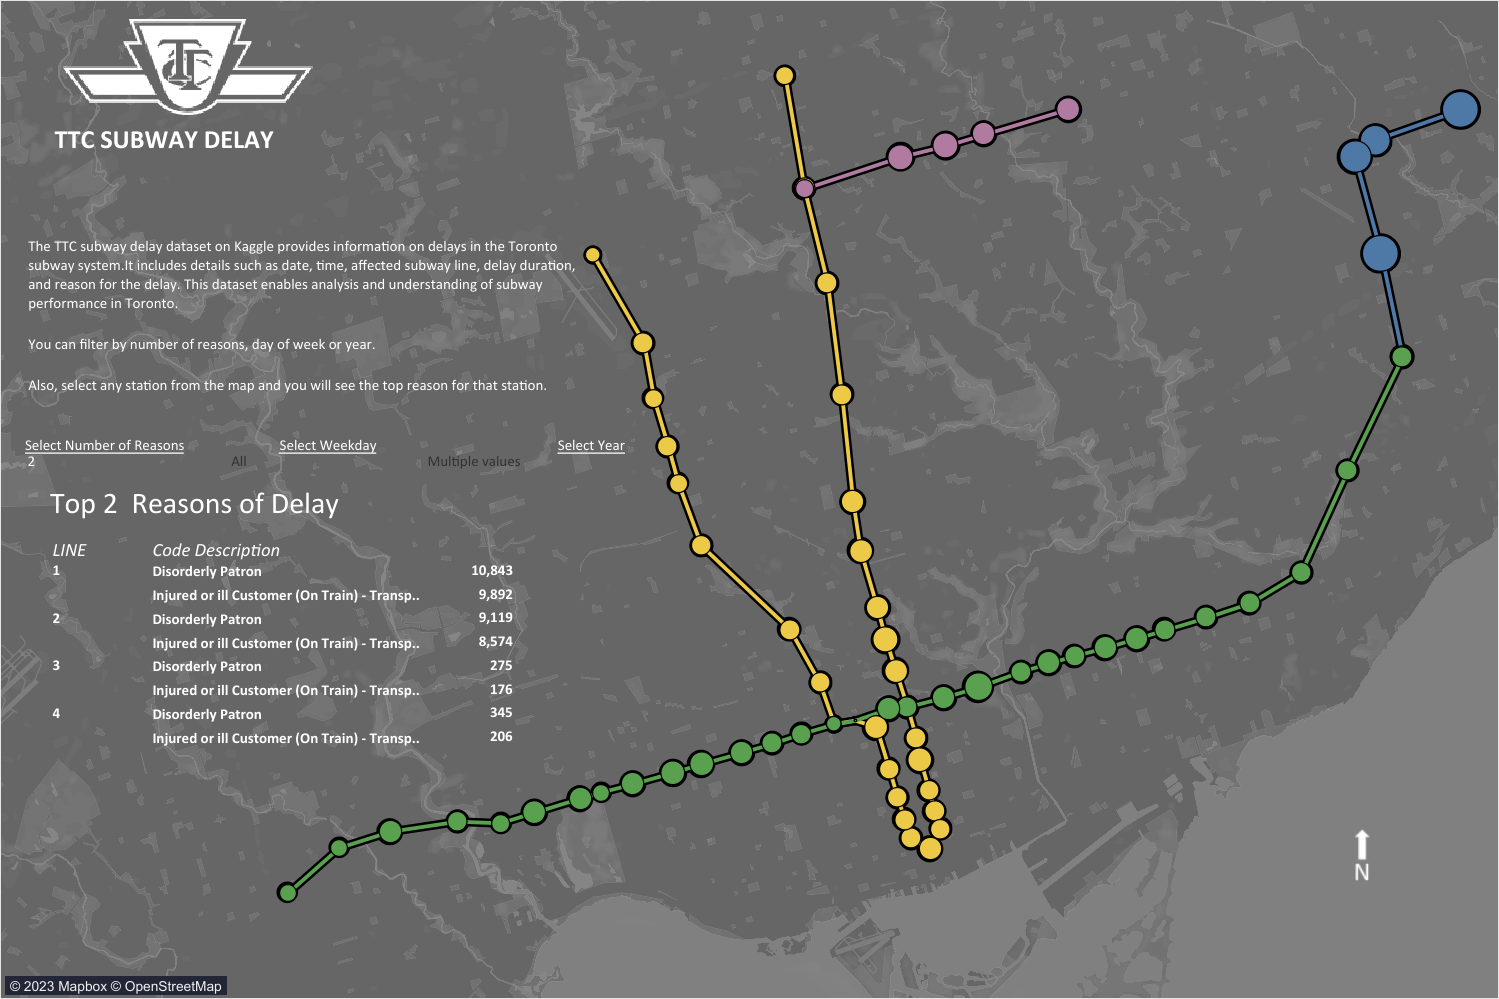 TTC
TTC SUBWAY DELAY
The TTC subway delay dataset on Kaggle provides information on delays in the Toronto
subway system.It includes details such as date, time, affected subway line, delay duration,
and reason for the delay. This dataset enables analysis and understanding of subway
performance in Toronto.
You can filter by number of reasons, day of week or year.
Also, select any station from the map and you will see the top reason for that station.
Select Number of Reasons Select Weekday Select Year
2 All Multiple values
Top 2 Reasons of Delay
LINE Code Description
1 Disorderly Patron 10,843
Injured or ill Customer (On Train) - Transp.. 9,892
2 Disorderly Patron 9,119
Injured or ill Customer (On Train) - Transp.. 8,574
3 Disorderly Patron 275
Injured or ill Customer (On Train) - Transp.. 176
4 Disorderly Patron 345
Injured or ill Customer (On Train) - Transp.. 206
N
© 2023 Mapbox © OpenStreetMap